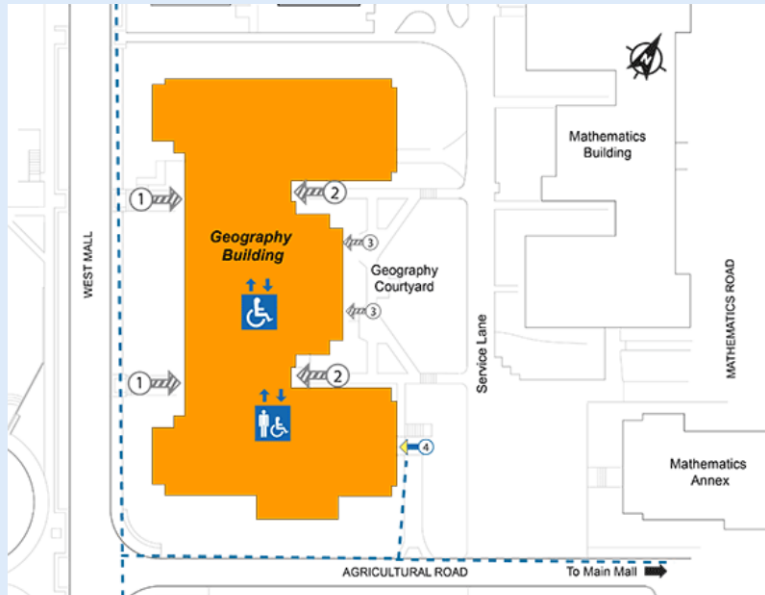 N
Mathematics
Building
1
2
WEST MALL
Geography
Building
3
Geography
Courtyard
MATHEMATICS ROAD
3
Service Lane
1
2
4
Mathematics
Annex
AGRICULTURAL ROAD
To Main Mall